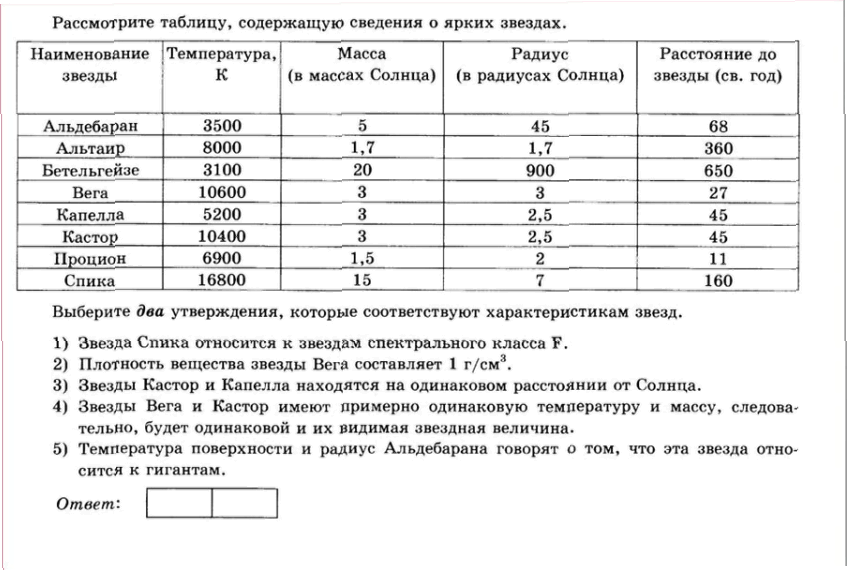 Рассмотрите таблицу, содержащую сведения о ярких звездах.
Наименование звезды Температура, К Масса (в массах Солнца) Радиус (в радиусах Солнца) Расстояние до звезды (св. год)
Альдебаран 3500 5 45 68
Альтаир 8000 1,7 1,7 360
Бетельгейзе 3100 20 900 650
Вега 10600 3 3 27
Капелла 5200 3 2,5 45
Кастор 10400 3 2,5 45
Процион 6900 1,5 2 11
Спика 16800 15 7 160
Выберите два утверждения, которые соответствуют характеристикам звезд.
1) Звезда Спика относится к звездам спектрального класса F.
2) Плотность вещества звезды Вега составляет 1 г/см³.
3) Звезды Кастор и Капелла находятся на одинаковом расстоянии от Солнца.
4) Звезды Вега и Кастор имеют примерно одинаковую температуру и массу, следова-
тельно, будет одинаковой и их видимая звездная величина.
5) Температура поверхности и радиус Альдебарана говорят о том, что эта звезда отно-
сится к гигантам.
Ответ: